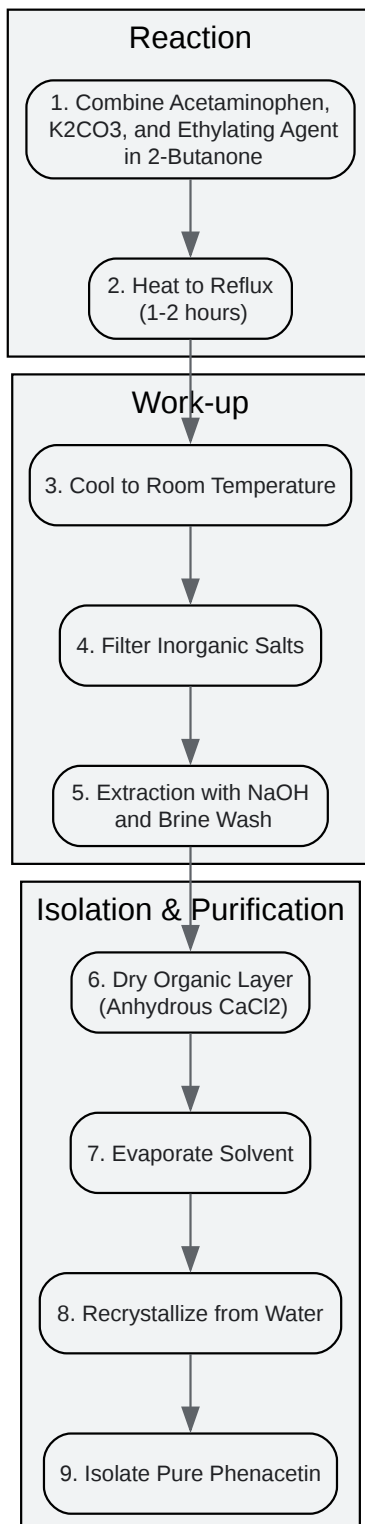 Reaction
1. Combine Acetaminophen,
K2CO3, and Ethylating Agent
in 2-Butanone
2. Heat to Reflux
(1-2 hours)
Work-up
3. Cool to Room Temperature
4. Filter Inorganic Salts
5. Extraction with NaOH
and Brine Wash
Isolation & Purification
6. Dry Organic Layer
(Anhydrous CaCl2)
7. Evaporate Solvent
8. Recrystallize from Water
9. Isolate Pure Phenacetin